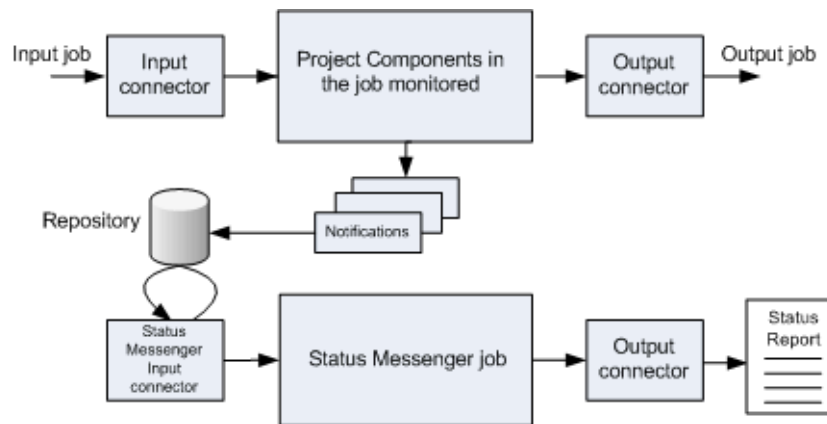 Input job
Input
connector
Project Components in
the job monitored
Output
connector
Output job
Notifications
Repository
Status
Messenger
Input
connector
Status Messenger job
Output
connector
Status
Report